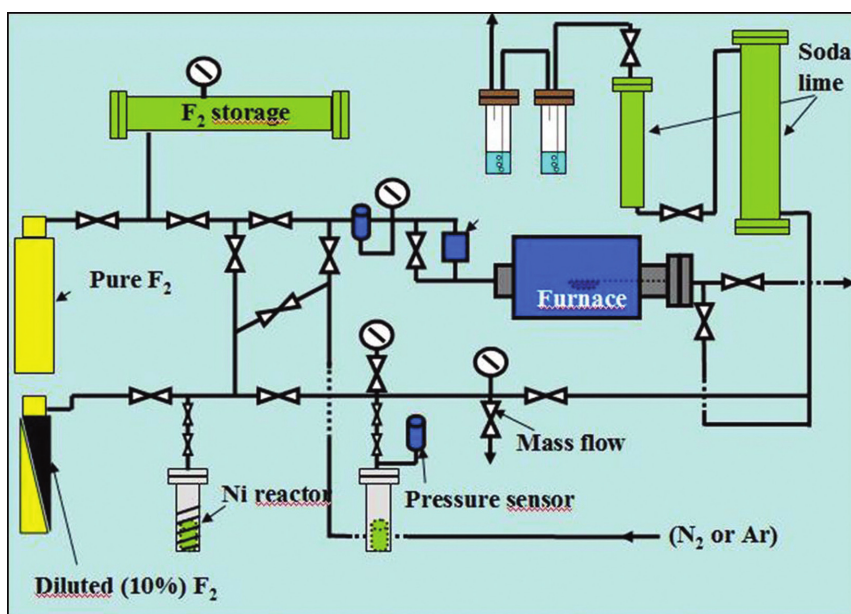 Soda
lime
F₂ storage
Pure F₂
Furnace
Mass flow
Ni reactor
Pressure sensor
(N₂ or Ar)
Diluted (10%) F₂